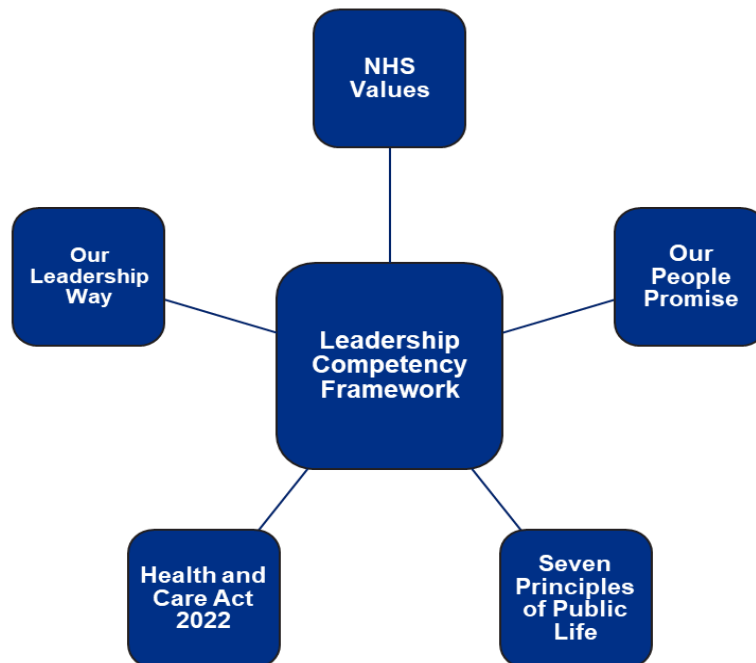 NHS
Values
Our
Leadership
Way
Our
People
Promise
Leadership
Competency
Framework
Health and
Care Act
2022
Seven
Principles
of Public
Life